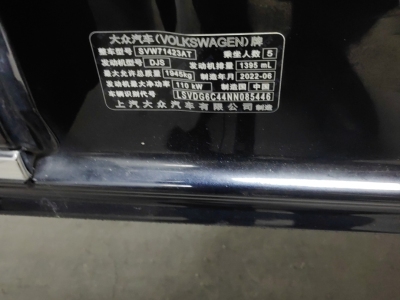 大众汽车(VOLKSWAGEN)牌
整车型号 SVW71423AT 乘坐人数 5
发动机型号 DJS 发动机排量 1395 mL
最大允许总质量 1845kg 制造年月 2022-06
发动机最大净功率 110 kW 制造国 中国
车辆识别代号 LSVDG6C44NN085446
上汽大众汽车有限公司 制造